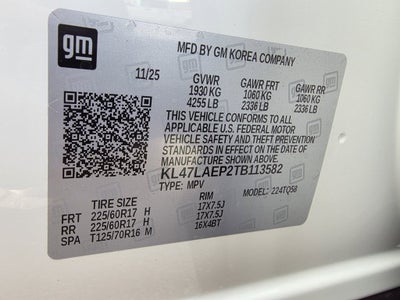 gm
MFD BY GM KOREA COMPANY
11/25 GVWR GAWR FRT GAWR RR
1930 KG 1060 KG 1060 KG
4255 LB 2336 LB 2336 LB
THIS VEHICLE CONFORMS TO ALL
APPLICABLE U.S. FEDERAL MOTOR
VEHICLE SAFETY AND THEFT PREVENTION
STANDARDS IN EFFECT ON THE DATE OF
MANUFACTURE SHOWN ABOVE.
KL47LAEP2TB113582
TYPE: MPV MODEL: 224TQ58
TIRE SIZE RIM
FRT 225/60R17 H 17X7.5J
RR 225/60R17 H 17X7.5J
SPA T125/70R16 M 16X4BT